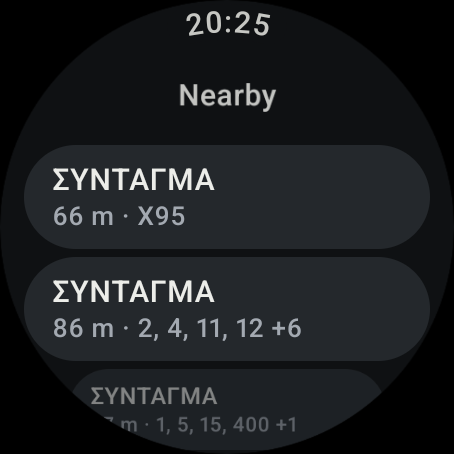 20:25
Nearby
ΣΥΝΤΑΓΜΑ
66 m · X95
ΣΥΝΤΑΓΜΑ
86 m · 2, 4, 11, 12 +6
ΣΥΝΤΑΓΜΑ
m · 1, 5, 15, 400 +1